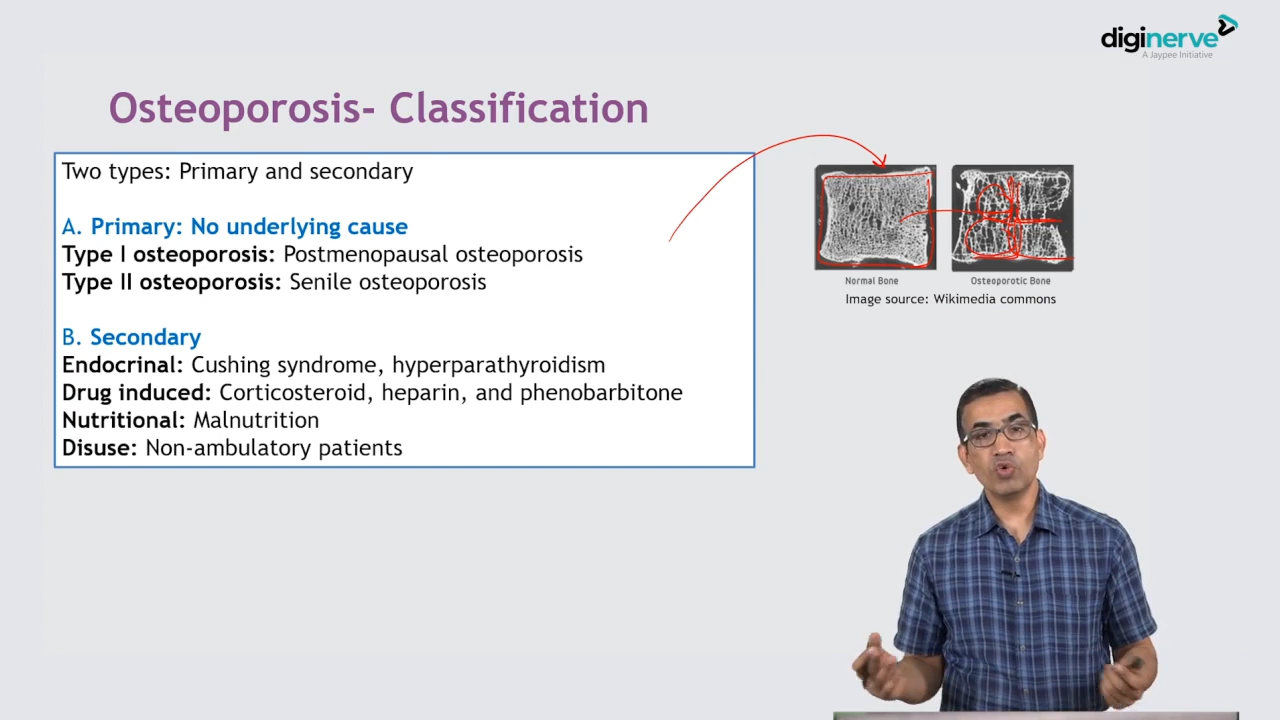 diginerve
A Jaypee Initiative
Osteoporosis- Classification
Two types: Primary and secondary
A. Primary: No underlying cause
Type I osteoporosis: Postmenopausal osteoporosis
Type II osteoporosis: Senile osteoporosis
B. Secondary
Endocrinal: Cushing syndrome, hyperparathyroidism
Drug induced: Corticosteroid, heparin, and phenobarbitone
Nutritional: Malnutrition
Disuse: Non-ambulatory patients
Normal Bone
Osteoporotic Bone
Image source: Wikimedia commons